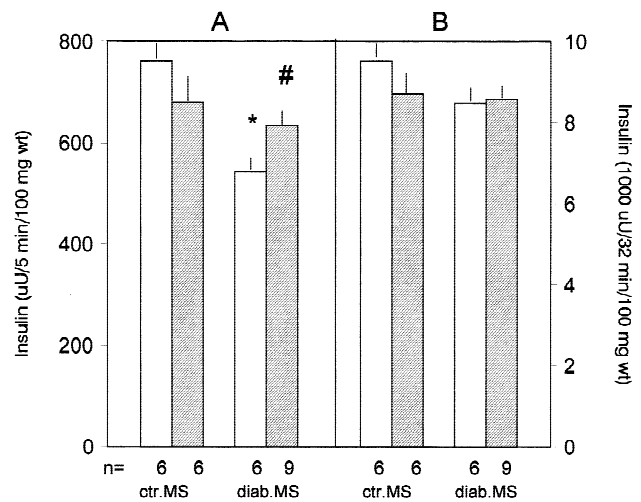 A B
800
600
400
200
0
Insulin (uU/5 min/100 mg wt)
*
#
10
8
6
4
2
0
Insulin (1000 uU/32 min/100 mg wt)
n= 6 6 6 9 6 6 6 9
ctr.MS diab.MS ctr.MS diab.MS